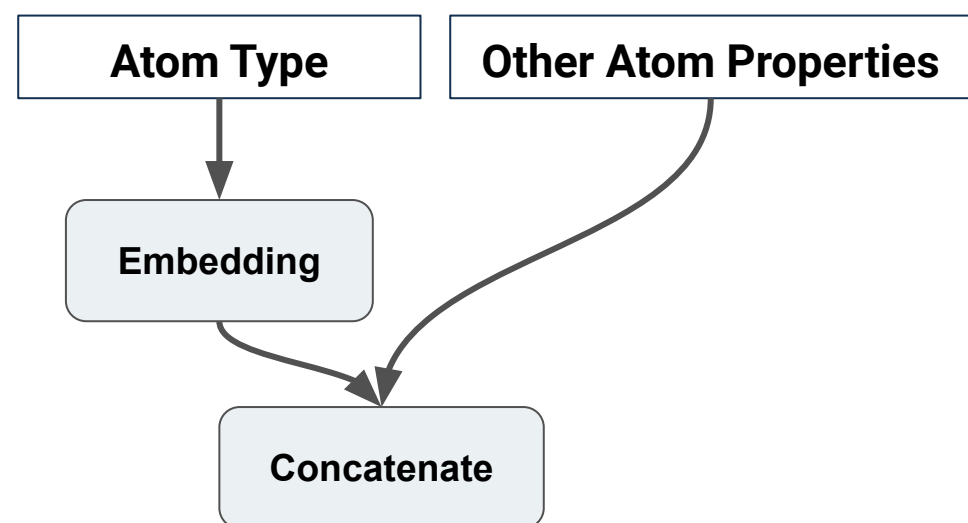 Atom Type
Other Atom Properties
Embedding
Concatenate